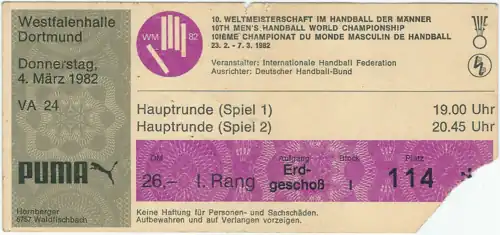 Westfalenhalle
Dortmund
Donnerstag,
4. März 1982
VA 24
PUMA
Hornberger
6757 Waldfischbach
WM 82
10. WELTMEISTERSCHAFT IM HANDBALL DER MÄNNER
10TH MEN'S HANDBALL WORLD CHAMPIONSHIP
10IEME CHAMPIONAT DU MONDE MASCULIN DE HANDBALL
23. 2. - 7. 3. 1982
Veranstalter: Internationale Handball Federation
Ausrichter: Deutscher Handball-Bund
Hauptrunde (Spiel 1) 19.00 Uhr
Hauptrunde (Spiel 2) 20.45 Uhr
DM Aufgang Block Platz
26,- I. Rang Erd-
geschoß I 114
Keine Haftung für Personen- und Sachschäden.
Aufbewahren und auf Verlangen vorzeigen.